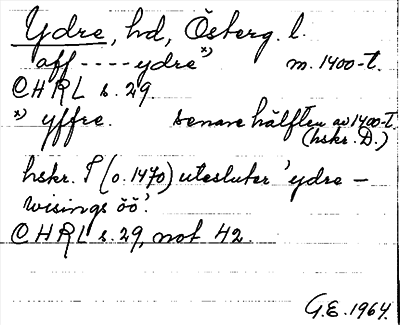 Ydre, hd, Österg. l.
aff ---- ydre x) m. 1400-t.
CHRL s. 29
x) yffre. senare hälften av 1400-t.
(hskr. D.)
hskr. (o. 1470) utesluter 'ydre –
wisings öö'.
CHRL s. 29, not 42.
G.E. 1964.